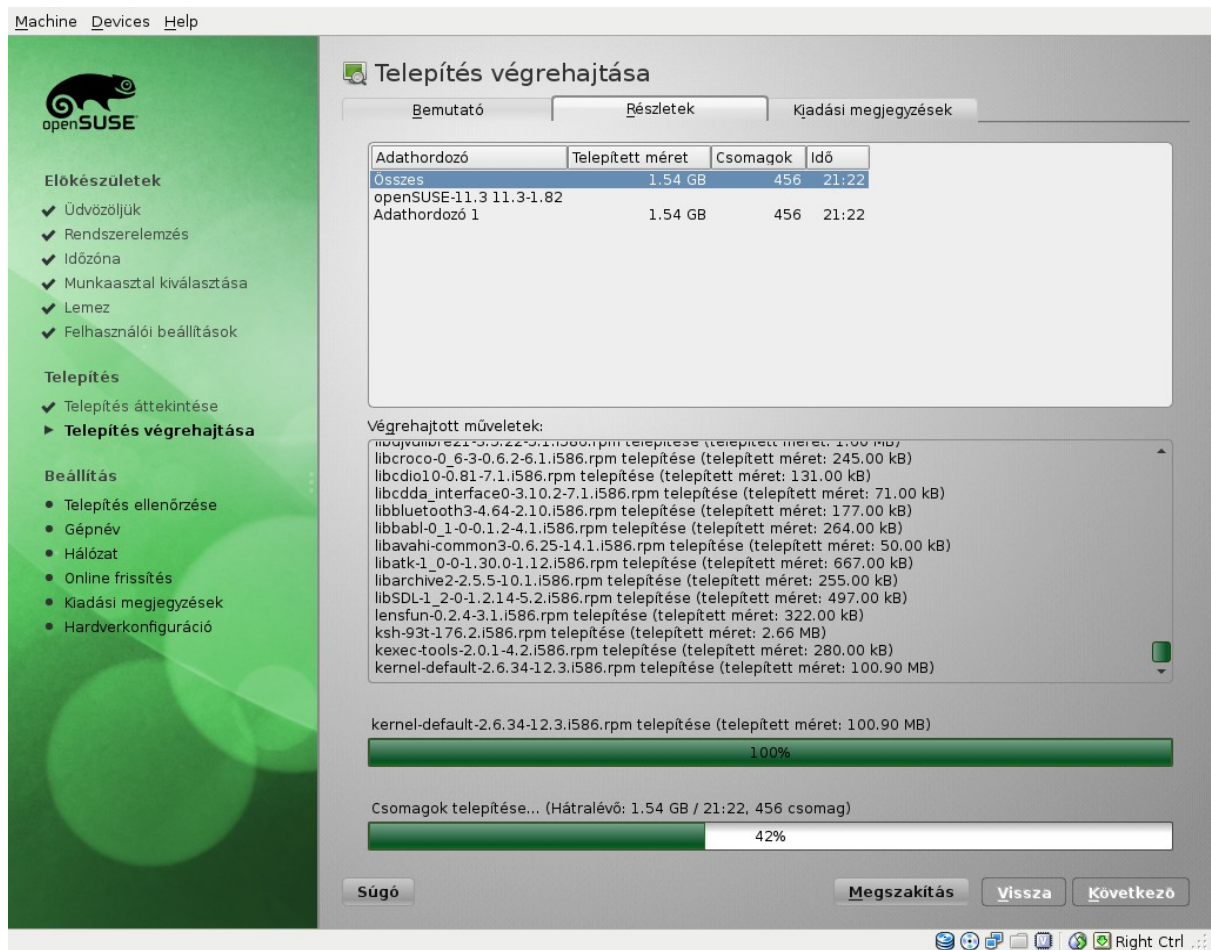 Machine Devices Help
openSUSE
Előkészületek
Üdvözöljük
Rendszerelemzés
Időzóna
Munkaasztal kiválasztása
Lemez
Felhasználói beállítások
Telepítés
Telepítés áttekintése
Telepítés végrehajtása
Beállítás
Telepítés ellenőrzése
Gépnév
Hálózat
Online frissítés
Kiadási megjegyzések
Hardverkonfiguráció
Telepítés végrehajtása
Bemutató Részletek Kiadási megjegyzések
Adathordozó Telepített méret Csomagok Idő
Összes 1.54 GB 456 21:22
openSUSE-11.3 11.3-1.82
Adathordozó 1 1.54 GB 456 21:22
Végrehajtott műveletek:
libdjvulibre21-3.5.22-5.1.i586.rpm telepítése (telepített méret: 1.60 MB)
libcroco-0_6-3-0.6.2-6.1.i586.rpm telepítése (telepített méret: 245.00 kB)
libcdio10-0.81-7.1.i586.rpm telepítése (telepített méret: 131.00 kB)
libcdda_interface0-3.10.2-7.1.i586.rpm telepítése (telepített méret: 71.00 kB)
libbluetooth3-4.64-2.10.i586.rpm telepítése (telepített méret: 177.00 kB)
libbabl-0_1-0-0.1.2-4.1.i586.rpm telepítése (telepített méret: 264.00 kB)
libavahi-common3-0.6.25-14.1.i586.rpm telepítése (telepített méret: 50.00 kB)
libatk-1_0-0-1.30.0-1.12.i586.rpm telepítése (telepített méret: 667.00 kB)
libarchive2-2.5.5-10.1.i586.rpm telepítése (telepített méret: 255.00 kB)
libSDL-1_2-0-1.2.14-5.2.i586.rpm telepítése (telepített méret: 497.00 kB)
lensfun-0.2.4-3.1.i586.rpm telepítése (telepített méret: 322.00 kB)
ksh-93t-176.2.i586.rpm telepítése (telepített méret: 2.66 MB)
kexec-tools-2.0.1-4.2.i586.rpm telepítése (telepített méret: 280.00 kB)
kernel-default-2.6.34-12.3.i586.rpm telepítése (telepített méret: 100.90 MB)
kernel-default-2.6.34-12.3.i586.rpm telepítése (telepített méret: 100.90 MB)
100%
Csomagok telepítése... (Hátralévő: 1.54 GB / 21:22, 456 csomag)
42%
Súgó Megszakítás Vissza Következő
Right Ctrl